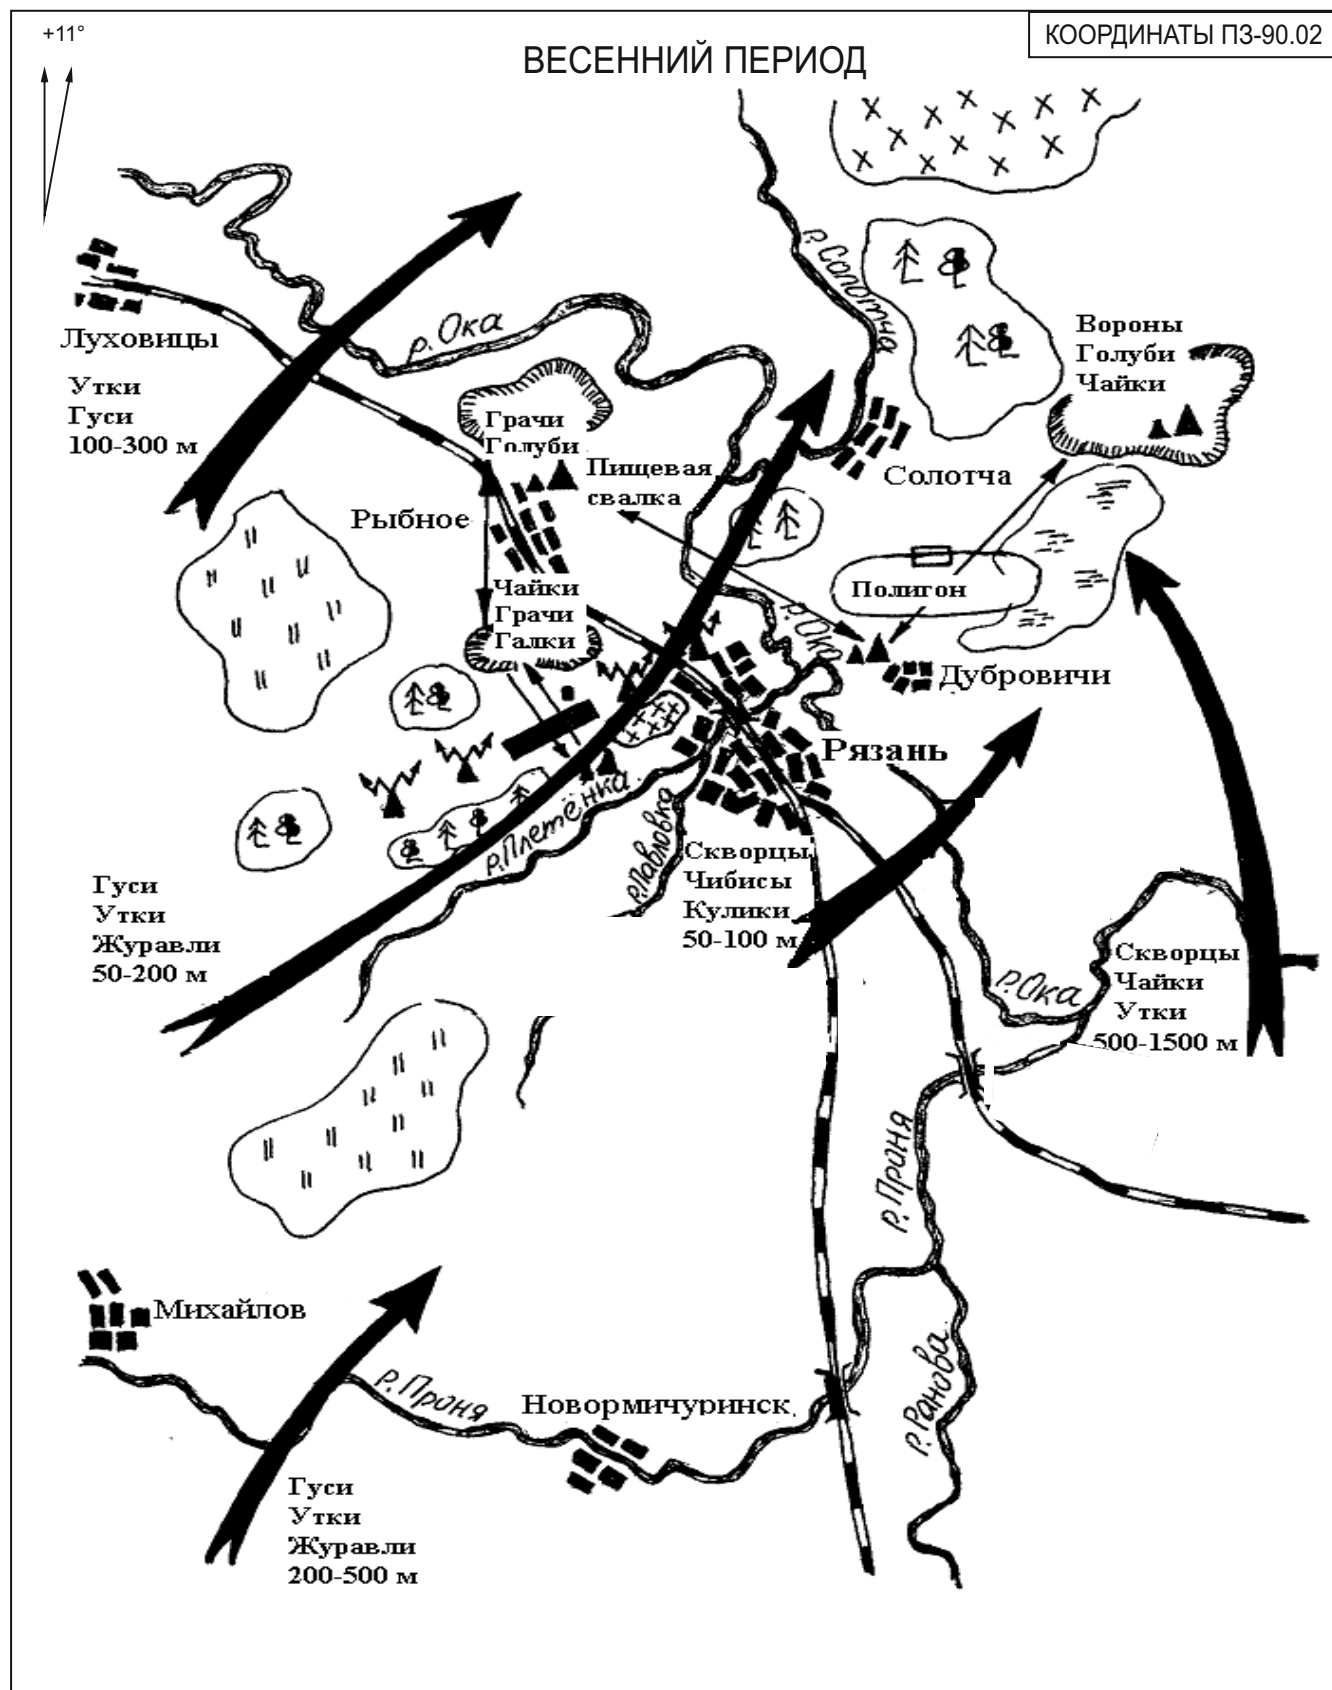 +11°
КООРДИНАТЫ ПЗ-90.02
ВЕСЕННИЙ ПЕРИОД
р. Солотча
р. Ока
Луховицы
Утки
Гуси
100-300 м
Вороны
Голуби
Чайки
Грачи
Голуби
Пищевая
свалка
Солотча
Рыбное
Чайки
Грачи
Галки
Полигон
р. Ока
Дубровичи
Рязань
р.Плетёнка
р.Павловка
Скворцы
Чибисы
Кулики
50-100 м
Гуси
Утки
Журавли
50-200 м
Скворцы
Чайки
Утки
500-1500 м
р.Ока
р.Проня
Михайлов
р.Проня
Новормичуринск
р.Ранова
Гуси
Утки
Журавли
200-500 м